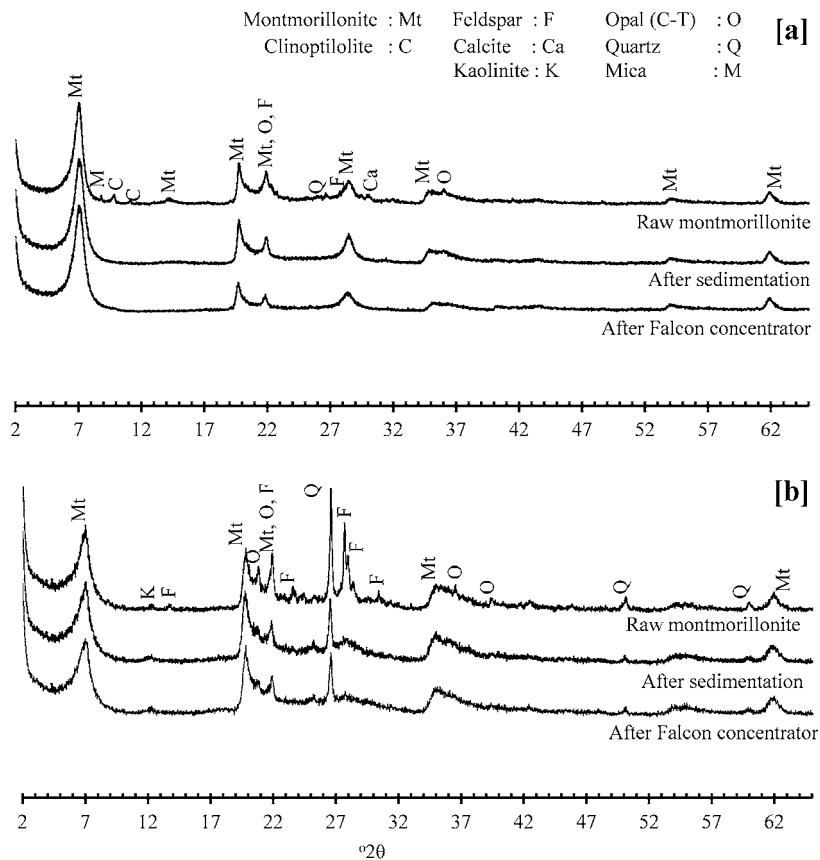 Montmorillonitc : Mt Feldspar : F Opal (C-T) : O [a]
Clinoptilolite : C Calcite : Ca Quartz : Q
Kaolinite : K Mica : M
Mt
M
C
C
Mt
Mt
Mt, O, F
Q
F
Mt
Ca
Mt
O
Mt
Mt
Raw montmorillonite
After sedimentation
After Falcon concentrator
2 7 12 17 22 27 32 37 42 47 52 57 62
[b]
Mt
K
F
Mt
O
Mt, O, F
F
Q
F
F
F
Mt
O
O
Q
Q
Mt
Raw montmorillonite
After sedimentation
After Falcon concentrator
2 7 12 17 22 27 32 37 42 47 52 57 62
°2θ